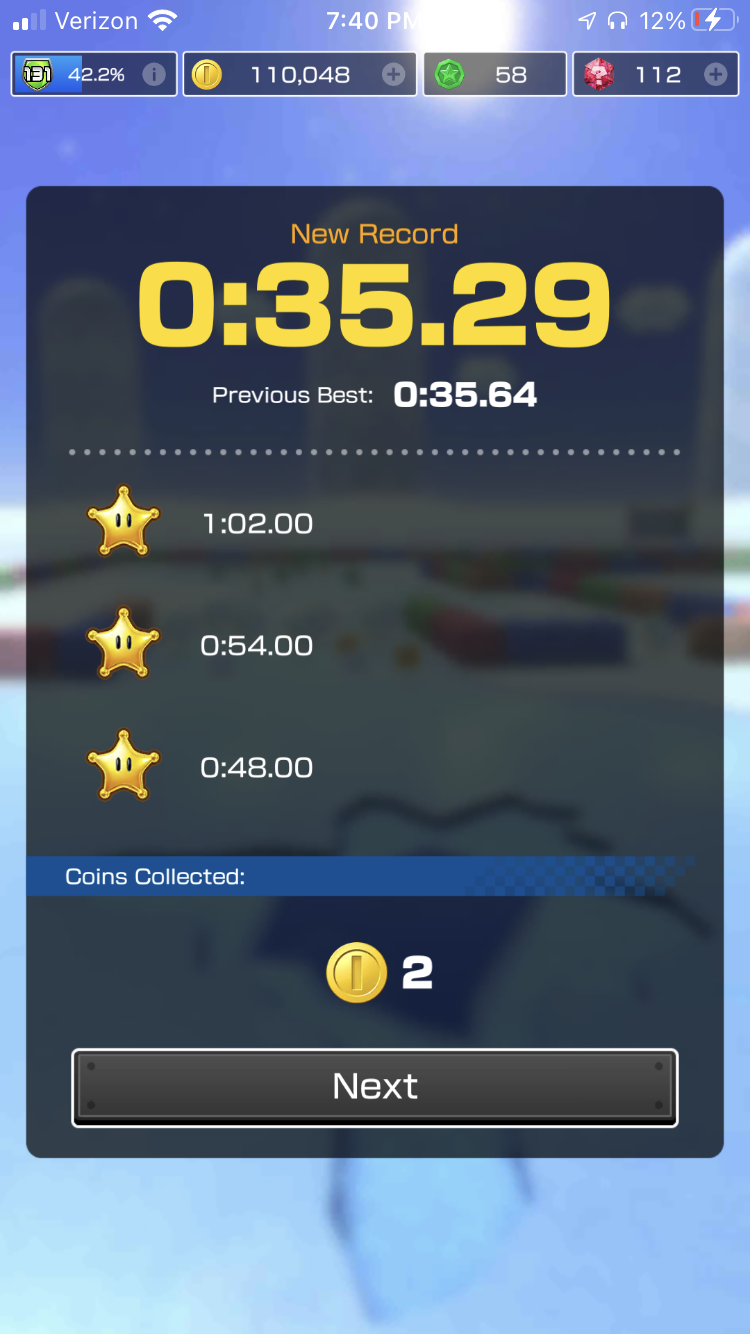 Verizon 7:40 PM 12%
131 42.2% i 110,048 + 58 ? 112 +
New Record
0:35.29
Previous Best: 0:35.64
1:02.00
0:54.00
0:48.00
Coins Collected:
2
Next